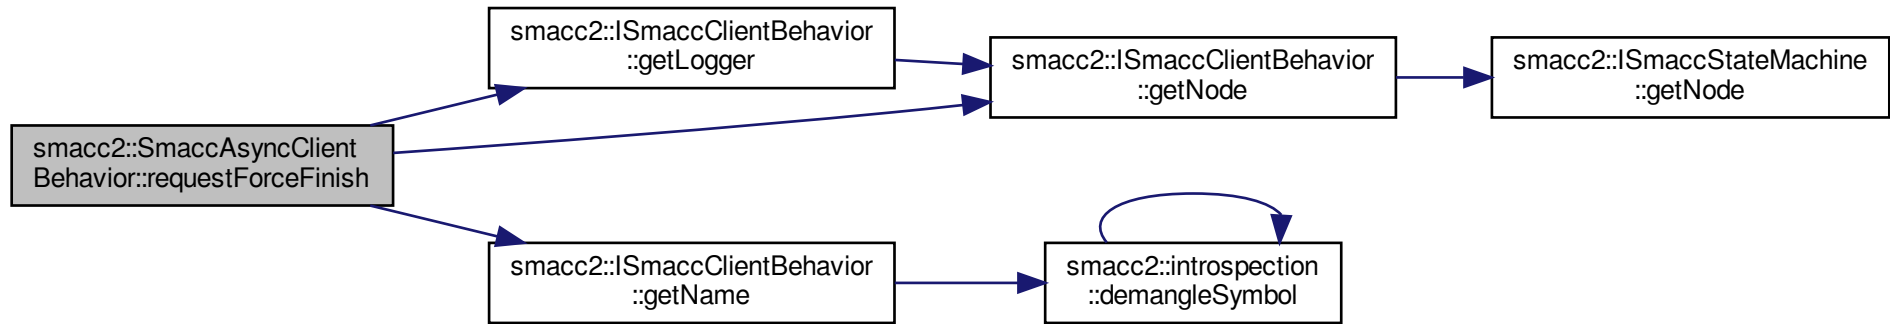 smacc2::SmaccAsyncClient
Behavior::requestForceFinish
smacc2::ISmaccClientBehavior
::getLogger
smacc2::ISmaccClientBehavior
::getNode
smacc2::ISmaccStateMachine
::getNode
smacc2::ISmaccClientBehavior
::getName
smacc2::introspection
::demangleSymbol